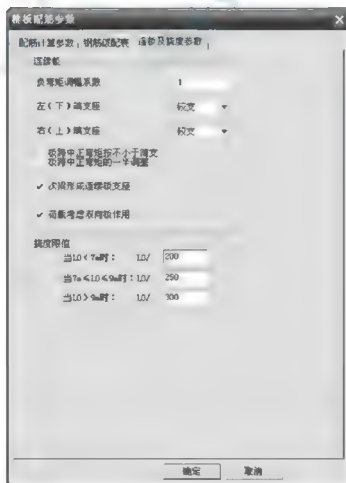 楼板配筋参数
配筋计算参数 钢筋级配表 连板及挠度参数
连续板
负弯矩调幅系数 1
左(下)端支座 铰支
右(上)端支座 铰支
板跨中正弯矩按不小于简支
板跨中正弯矩的一半调整
次梁形成连续板支座
荷载考虑双向板作用
挠度限值
当L0<7m时: L0/ 200
当7m≤L0≤9m时: L0/ 250
当L0>9m时: L0/ 300
确定 取消